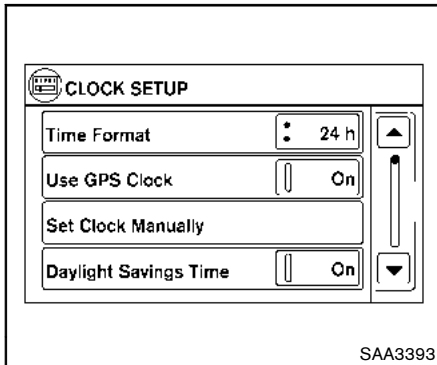 CLOCK SETUP
Time Format 24 h
Use GPS Clock On
Set Clock Manually
Daylight Savings Time On
SAA3393